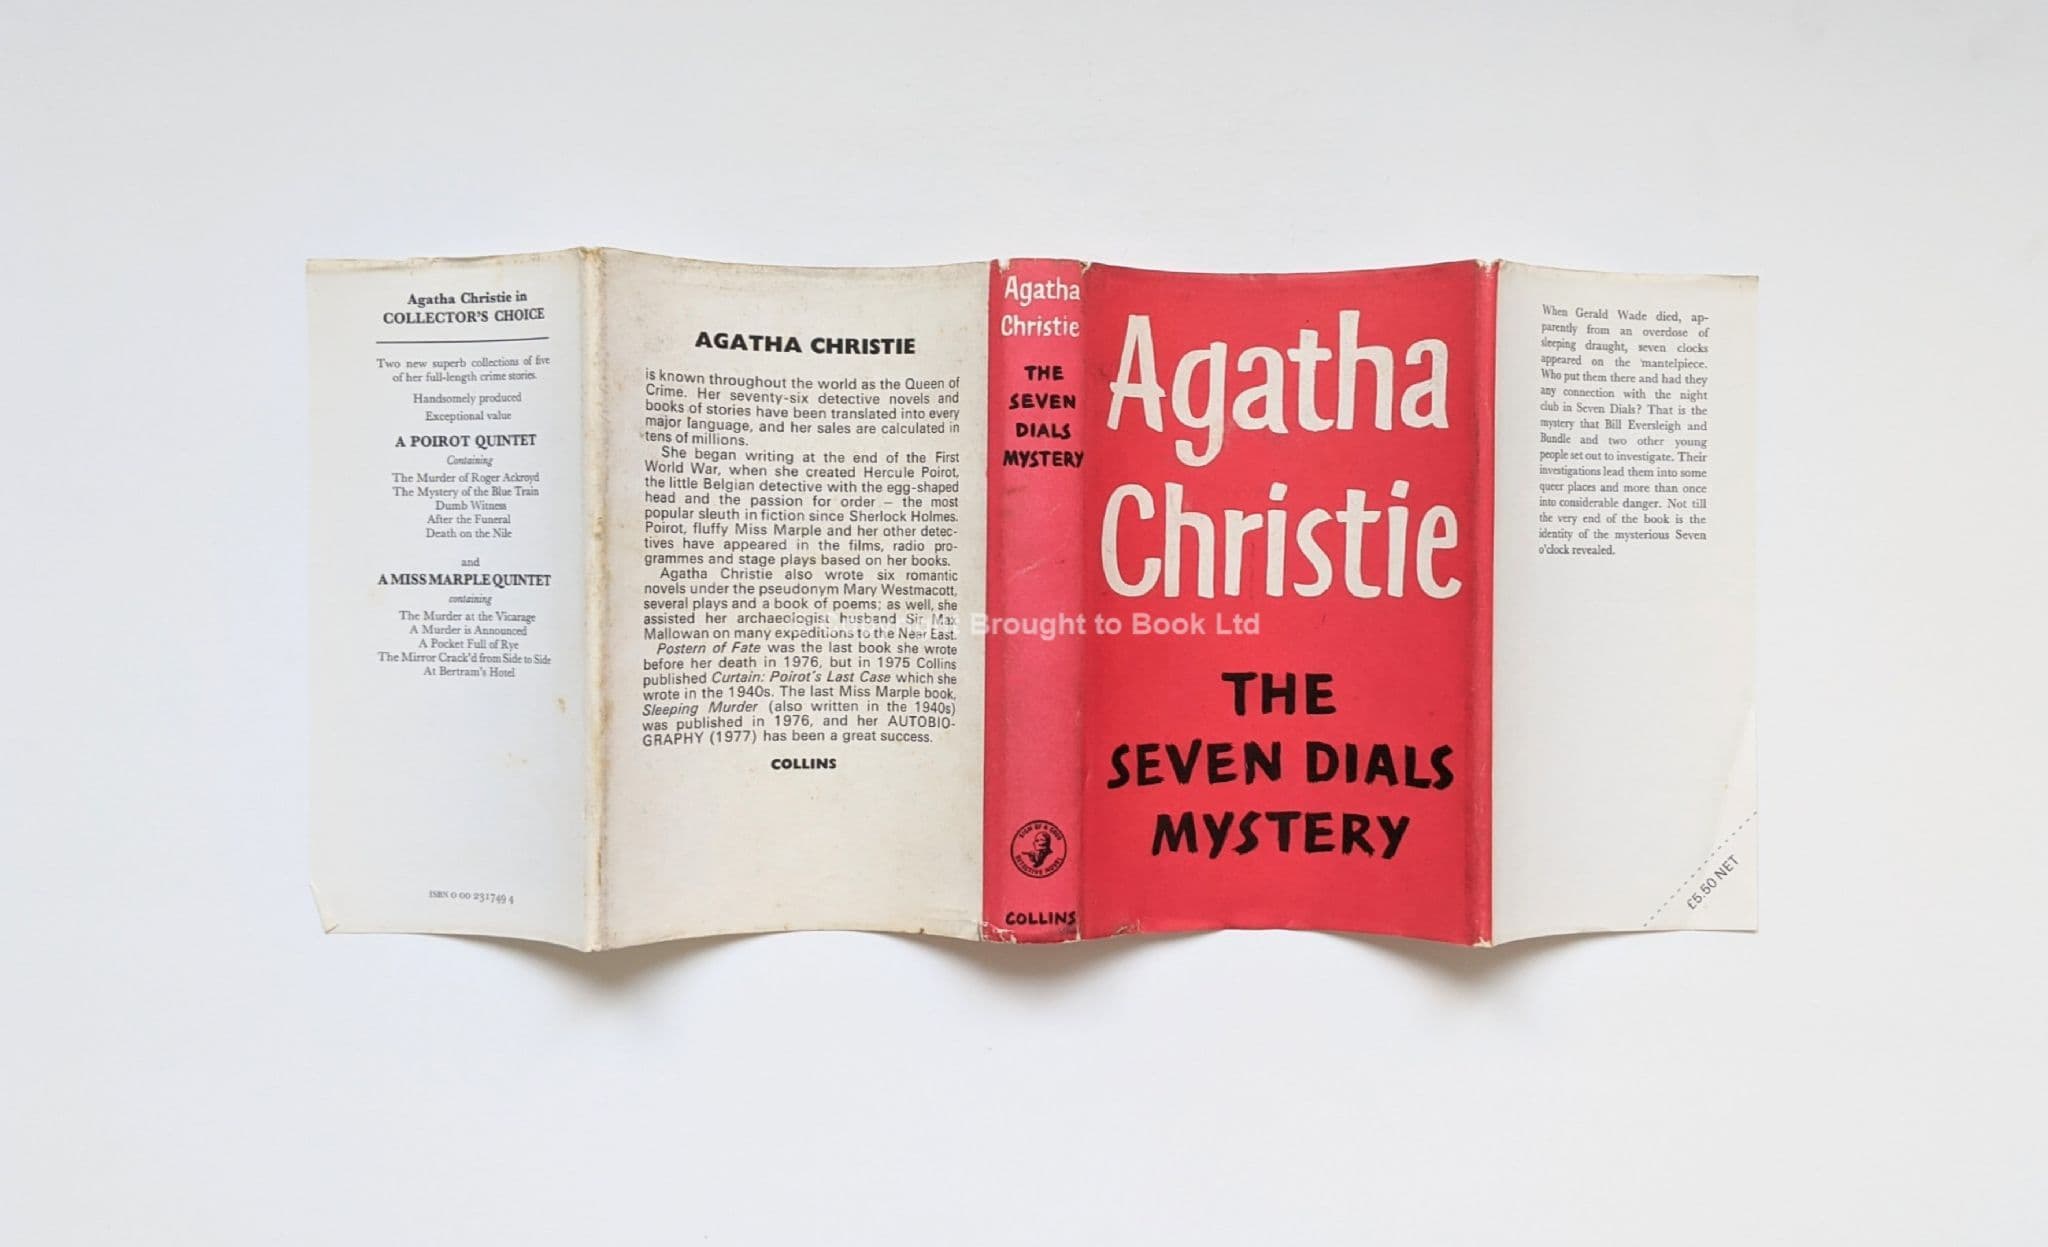 Agatha Christie in
COLLECTOR'S CHOICE
Two new superb collections of five
of her full-length crime stories.
Handsomely produced
Exceptional value
A POIROT QUINTET
Containing
The Murder of Roger Ackroyd
The Mystery of the Blue Train
Dumb Witness
After the Funeral
Death on the Nile
and
A MISS MARPLE QUINTET
containing
The Murder at the Vicarage
A Murder is Announced
A Pocket Full of Rye
The Mirror Crack'd from Side to Side
At Bertram's Hotel
ISBN 0 00 231749 4
AGATHA CHRISTIE
is known throughout the world as the Queen of
Crime. Her seventy-six detective novels and
books of stories have been translated into every
major language, and her sales are calculated in
tens of millions.
She began writing at the end of the First
World War, when she created Hercule Poirot,
the little Belgian detective with the egg-shaped
head and the passion for order – the most
popular sleuth in fiction since Sherlock Holmes.
Poirot, fluffy Miss Marple and her other detec-
tives have appeared in the films, radio pro-
grammes and stage plays based on her books.
Agatha Christie also wrote six romantic
novels under the pseudonym Mary Westmacott,
several plays and a book of poems; as well, she
assisted her archaeologist husband Sir Max
Mallowan on many expeditions to the Near East.
Postern of Fate was the last book she wrote
before her death in 1976, but in 1975 Collins
published Curtain: Poirot's Last Case which she
wrote in the 1940s. The last Miss Marple book,
Sleeping Murder (also written in the 1940s)
was published in 1976, and her AUTOBIO-
GRAPHY (1977) has been a great success.
COLLINS
Agatha
Christie
THE
SEVEN
DIALS
MYSTERY
SIGN OF A GOOD
DETECTIVE NOVEL
COLLINS
Agatha
Christie
THE
SEVEN DIALS
MYSTERY
When Gerald Wade died, ap-
parently from an overdose of
sleeping draught, seven clocks
appeared on the mantelpiece.
Who put them there and had they
any connection with the night
club in Seven Dials? That is the
mystery that Bill Eversleigh and
Bundle and two other young
people set out to investigate. Their
investigations lead them into some
queer places and more than once
into considerable danger. Not till
the very end of the book is the
identity of the mysterious Seven
o'clock revealed.
£5.50 NET
Copyright Brought to Book Ltd